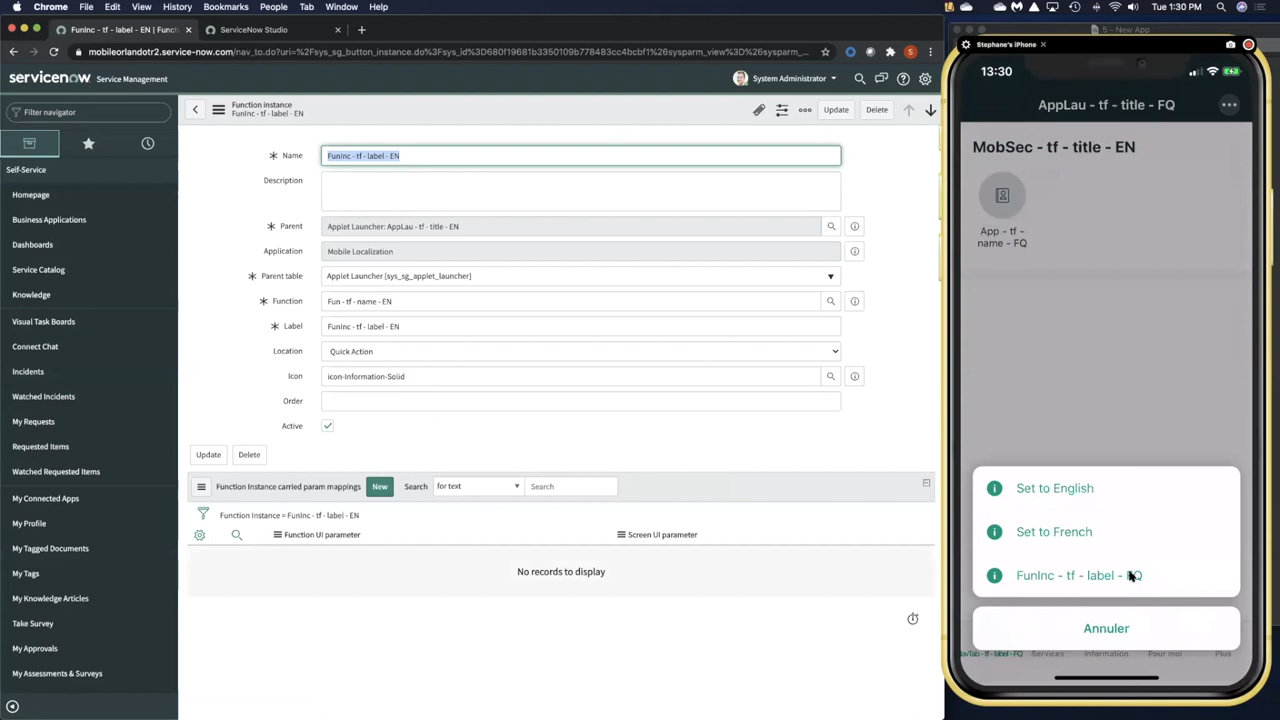 Chrome File Edit View History Bookmarks People Tab Window Help
Tuesday 1:30 PM
FunInc - tf - label - EN | Funct
ServiceNow Studio
5 - New App
mobileorlandotr2.service-now.com/nav_to.do?uri=%2Fsys_sg_button_instance.do%3Fsys_id%3D680f1981db13309003db1fc4ca4bcbf1%26sysparm_view%3D%26sysparm_parm...
Stephane's iPhone
servicenow Service Management
System Administrator
Filter navigator
Function instance
FunInc - tf - label - EN
Update
Delete
Self-Service
Homepage
Business Applications
Dashboards
Service Catalog
Knowledge
Visual Task Boards
Connect Chat
Incidents
Watched Incidents
My Requests
Requested Items
Watched Requested Items
My Connected Apps
My Profile
My Tagged Documents
My Tags
My Knowledge Articles
Take Survey
My Approvals
My Assessments & Surveys
Name FunInc - tf - label - EN
Description
Parent Applet Launcher: AppLau - tf - title - EN
Application Mobile Localization
Parent table Applet Launcher [sys_sg_applet_launcher]
Function Fun - tf - name - EN
Label FunInc - tf - label - EN
Location Quick Action
Icon icon-Information-Solid
Order
Active
Update Delete
Function Instance carried param mappings New Search for text Search
Function Instance = FunInc - tf - label - EN
Function UI parameter Screen UI parameter
No records to display
13:30
AppLau - tf - title - FQ
MobSec - tf - title - EN
App - tf -
name - FQ
Set to English
Set to French
FunInc - tf - label - FQ
Annuler
NavTab - tf - label - FQ Services Information Pour moi Plus